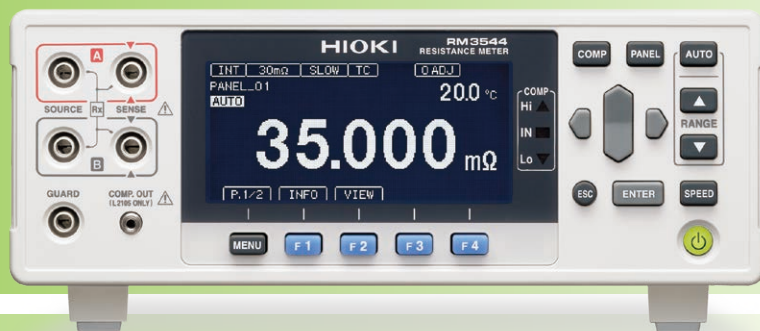 HIOKI
RM3544
RESISTANCE METER
INT 30mΩ SLOW TC 0 ADJ
PANEL_01
AUTO
20.0 °C
35.000 mΩ
P.1/2 INFO VIEW
COMP
Hi
IN
Lo
A
SOURCE Rx SENSE
B
GUARD
COMP. OUT
(L2105 ONLY)
MENU F1 F2 F3 F4
COMP PANEL AUTO
RANGE
ESC ENTER SPEED